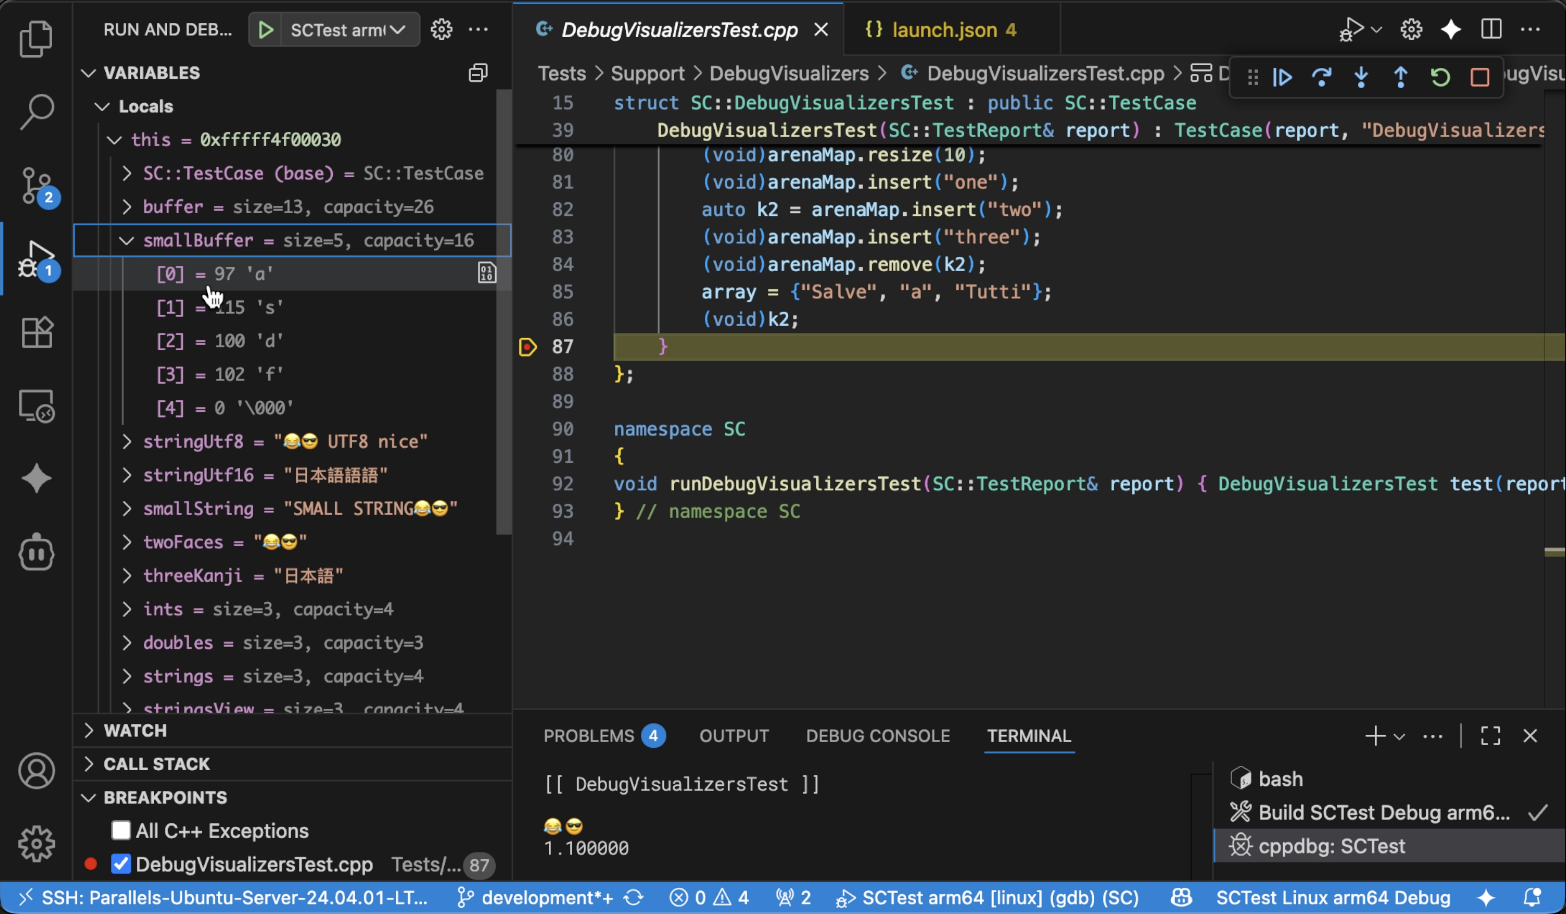 RUN AND DEB...
SCTest arm(
VARIABLES
Locals
this = 0xfffff4f00030
SC::TestCase (base) = SC::TestCase
buffer = size=13, capacity=26
smallBuffer = size=5, capacity=16
[0] = 97 'a'
[1] = 115 's'
[2] = 100 'd'
[3] = 102 'f'
[4] = 0 '\000'
stringUtf8 = "😂😎 UTF8 nice"
stringUtf16 = "日本語語語"
smallString = "SMALL STRING😂😎"
twoFaces = "😂😎"
threeKanji = "日本語"
ints = size=3, capacity=4
doubles = size=3, capacity=3
strings = size=3, capacity=4
stringsView = size=3, capacity=4
WATCH
CALL STACK
BREAKPOINTS
All C++ Exceptions
DebugVisualizersTest.cpp Tests/... 87
2
1
DebugVisualizersTest.cpp
{} launch.json 4
Tests > Support > DebugVisualizers > DebugVisualizersTest.cpp > D
ugVisu
15 struct SC::DebugVisualizersTest : public SC::TestCase
39 DebugVisualizersTest(SC::TestReport& report) : TestCase(report, "DebugVisualizers
80 (void)arenaMap.resize(10);
81 (void)arenaMap.insert("one");
82 auto k2 = arenaMap.insert("two");
83 (void)arenaMap.insert("three");
84 (void)arenaMap.remove(k2);
85 array = {"Salve", "a", "Tutti"};
86 (void)k2;
87 }
88 };
89
90 namespace SC
91 {
92 void runDebugVisualizersTest(SC::TestReport& report) { DebugVisualizersTest test(report
93 } // namespace SC
94
PROBLEMS 4 OUTPUT DEBUG CONSOLE TERMINAL
[[ DebugVisualizersTest ]]
😂😎
1.100000
bash
Build SCTest Debug arm6...
cppdbg: SCTest
SSH: Parallels-Ubuntu-Server-24.04.01-LT... development*+ 0 4 2 SCTest arm64 [linux] (gdb) (SC) SCTest Linux arm64 Debug